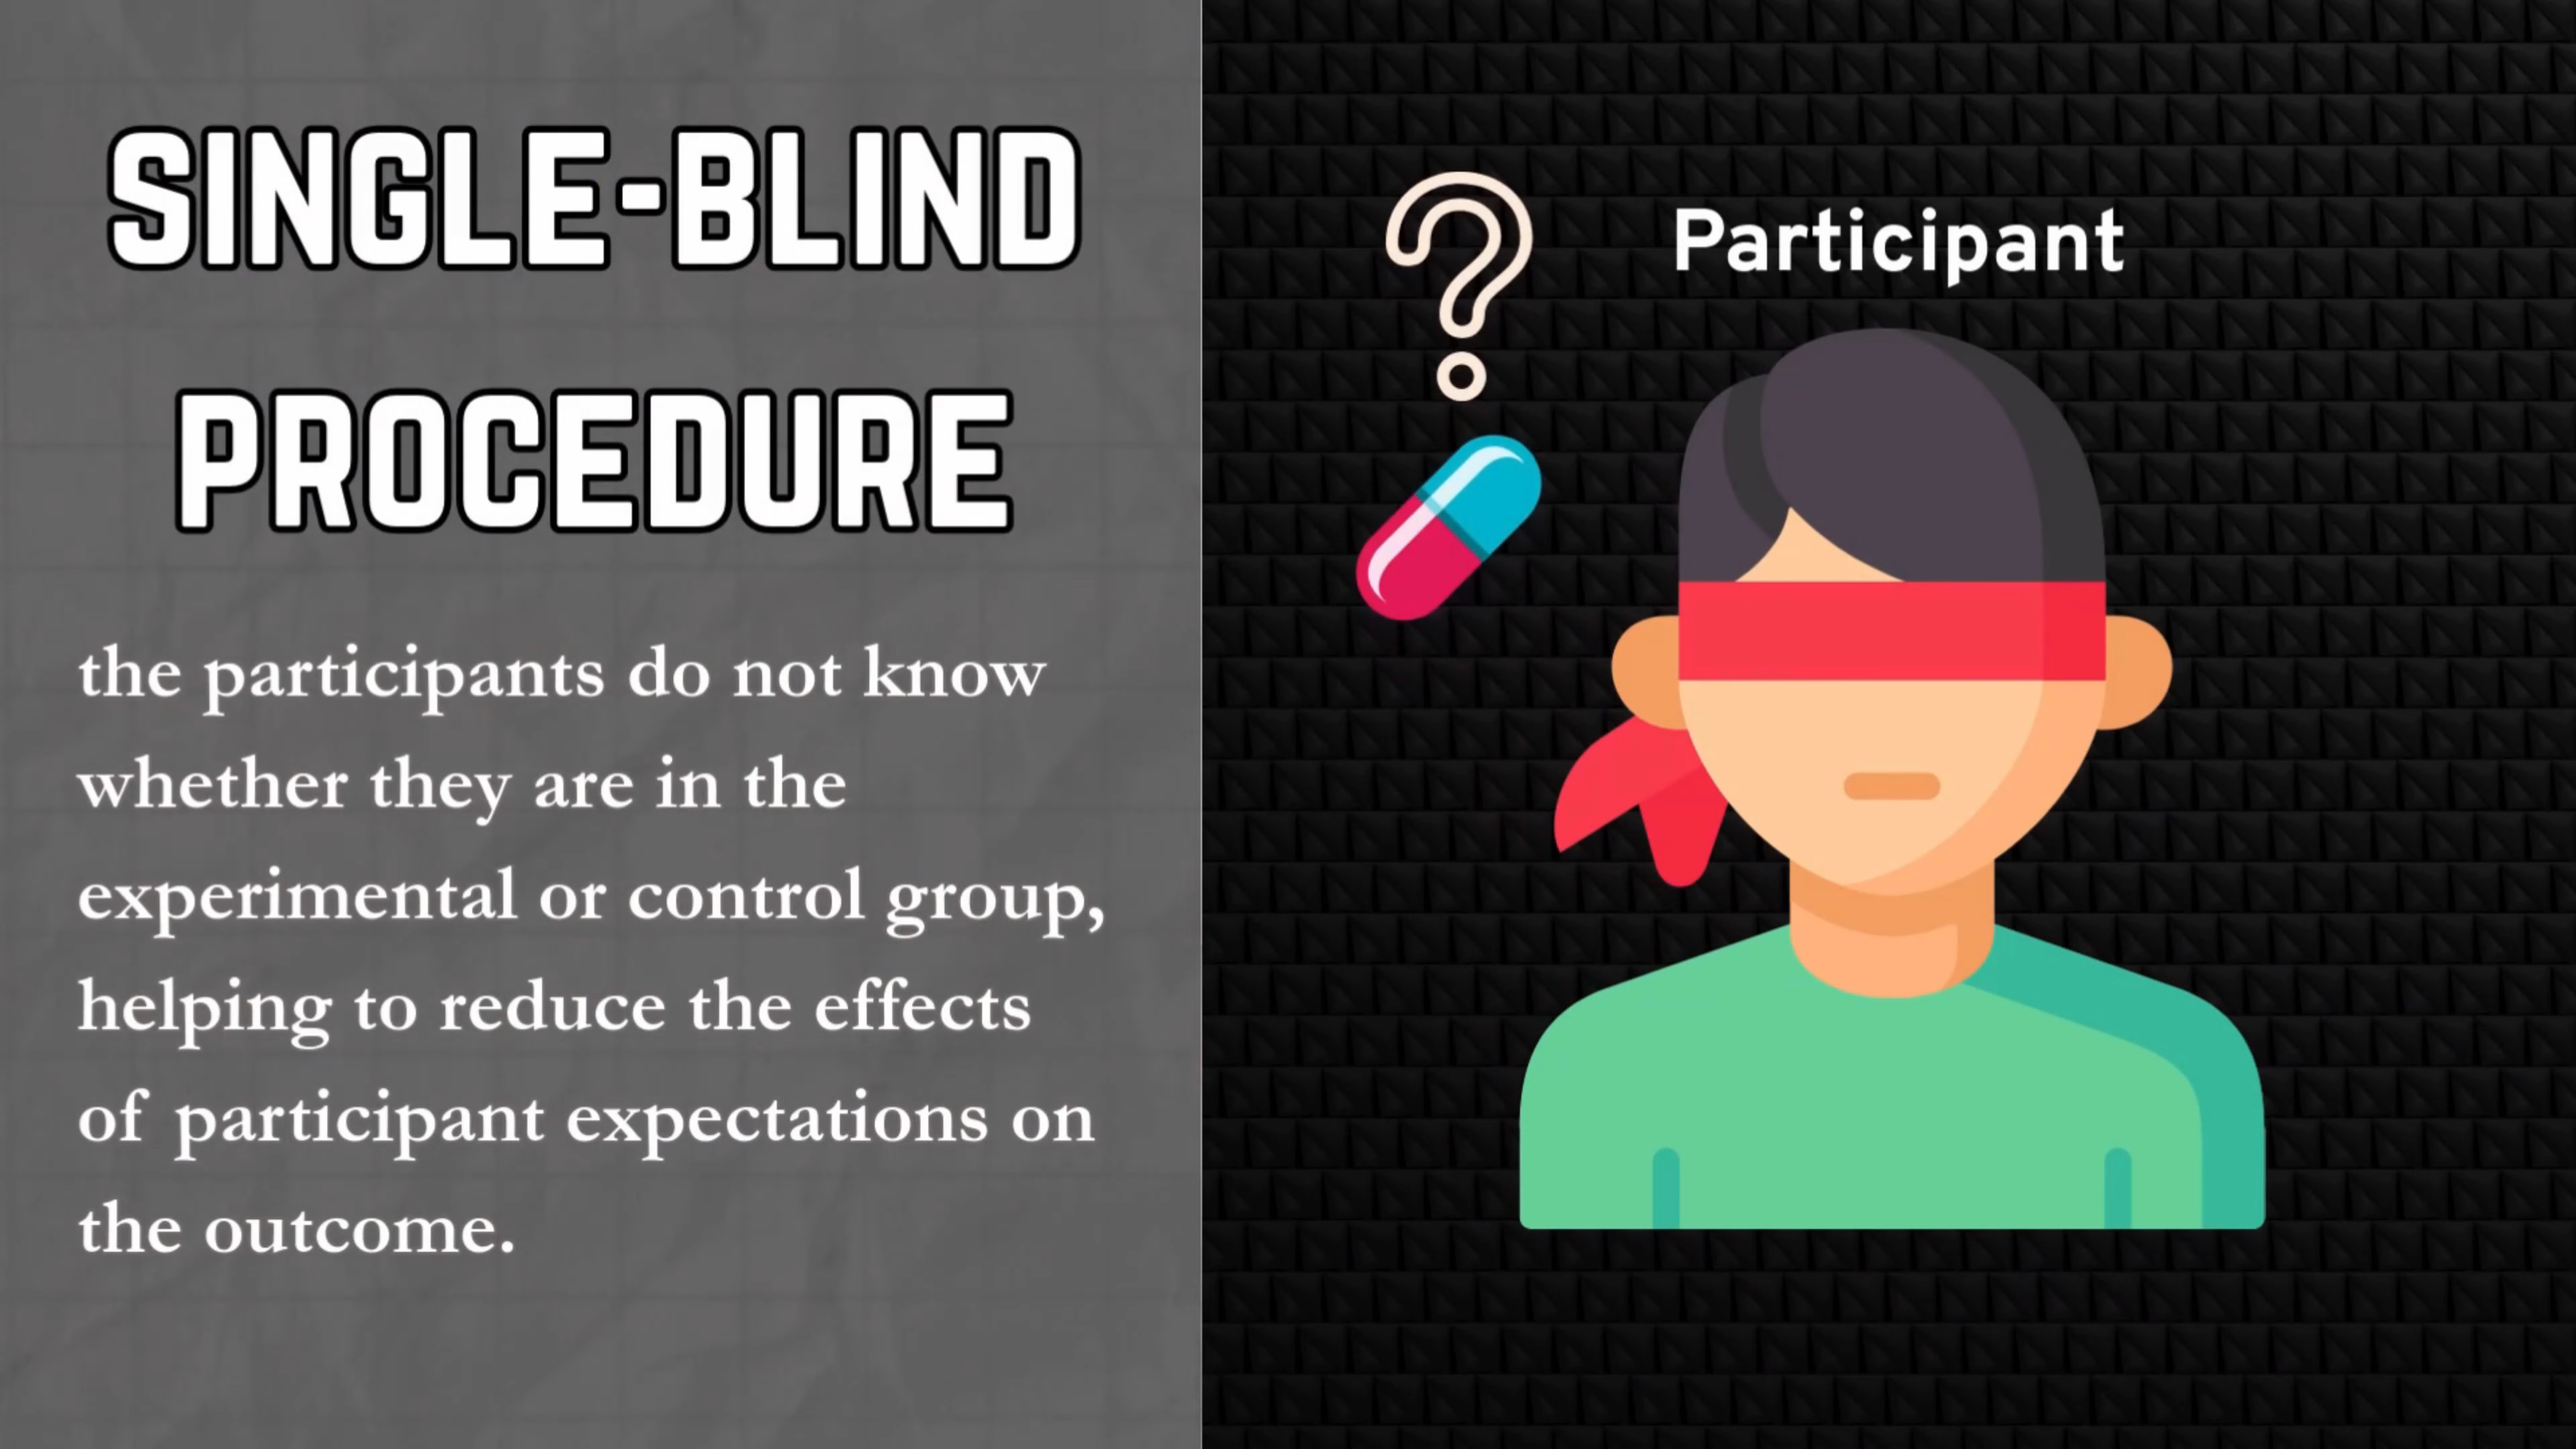 SINGLE-BLIND
PROCEDURE
the participants do not know
whether they are in the
experimental or control group,
helping to reduce the effects
of participant expectations on
the outcome.
?
Participant